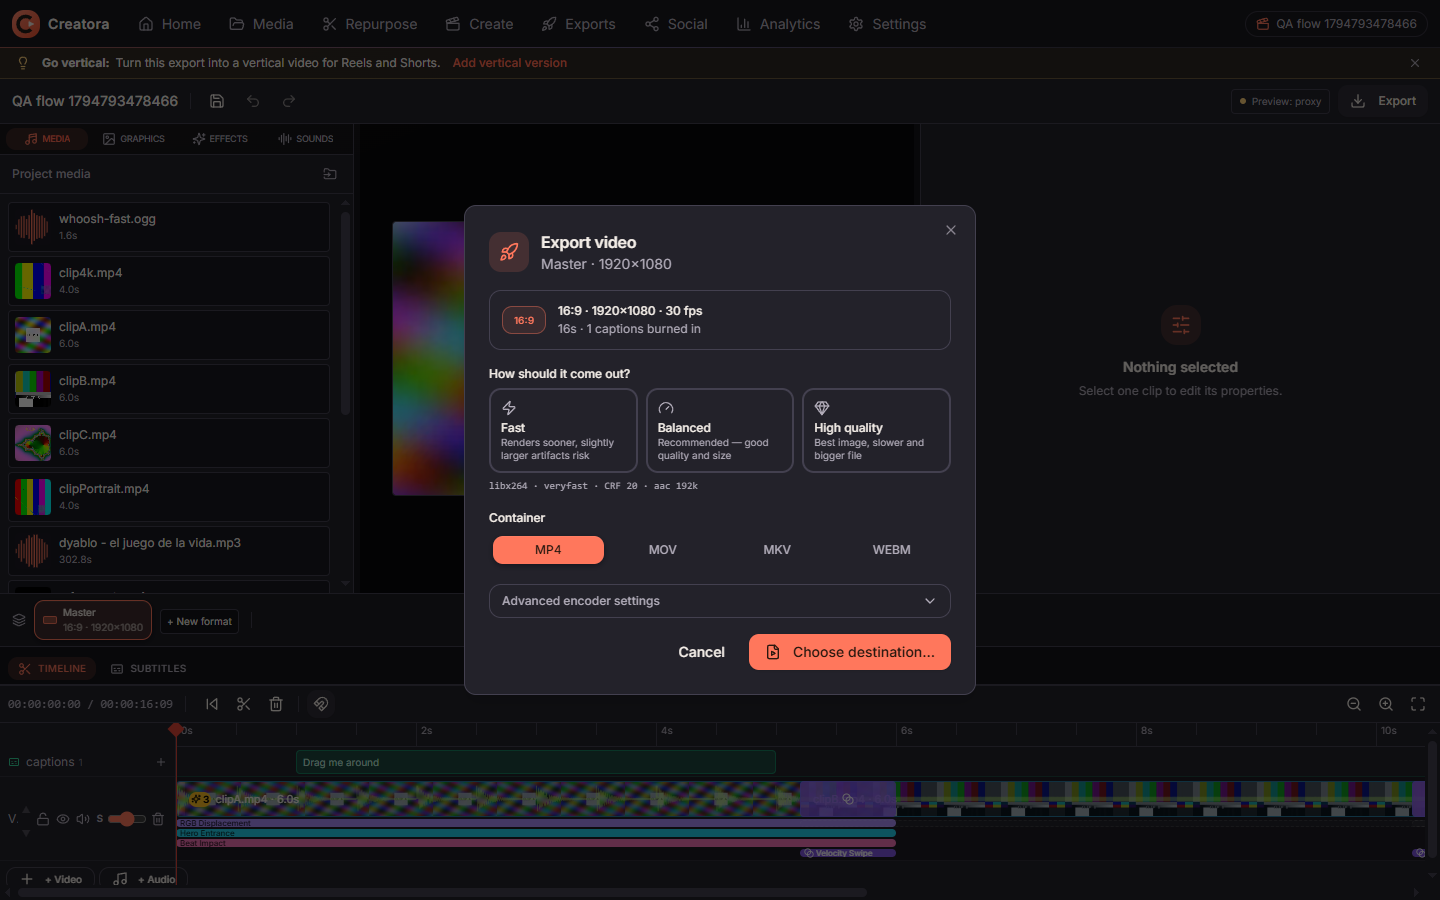 Creatora
Home
Media
Repurpose
Create
Exports
Social
Analytics
Settings
QA flow 1794793478466
Go vertical: Turn this export into a vertical video for Reels and Shorts. Add vertical version
QA flow 1794793478466
Preview: proxy
Export
MEDIA
GRAPHICS
EFFECTS
SOUNDS
Project media
whoosh-fast.ogg
1.6s
clip4k.mp4
4.0s
clipA.mp4
6.0s
clipB.mp4
6.0s
clipC.mp4
6.0s
clipPortrait.mp4
4.0s
dyablo - el juego de la vida.mp3
302.8s
Export video
Master · 1920×1080
16:9
16:9 · 1920×1080 · 30 fps
16s · 1 captions burned in
How should it come out?
Fast
Renders sooner, slightly
larger artifacts risk
Balanced
Recommended — good
quality and size
High quality
Best image, slower and
bigger file
libx264 · veryfast · CRF 20 · aac 192k
Container
MP4
MOV
MKV
WEBM
Advanced encoder settings
Cancel
Choose destination...
Nothing selected
Select one clip to edit its properties.
Master
16:9 · 1920×1080
+ New format
TIMELINE
SUBTITLES
00:00:00:00 / 00:00:16:09
0s
2s
4s
6s
8s
10s
captions 1
Drag me around
V.
S
3
clipA.mp4 · 6.0s
RGB Displacement
Hero Entrance
Beat Impact
Velocity Swipe
+ Video
+ Audio